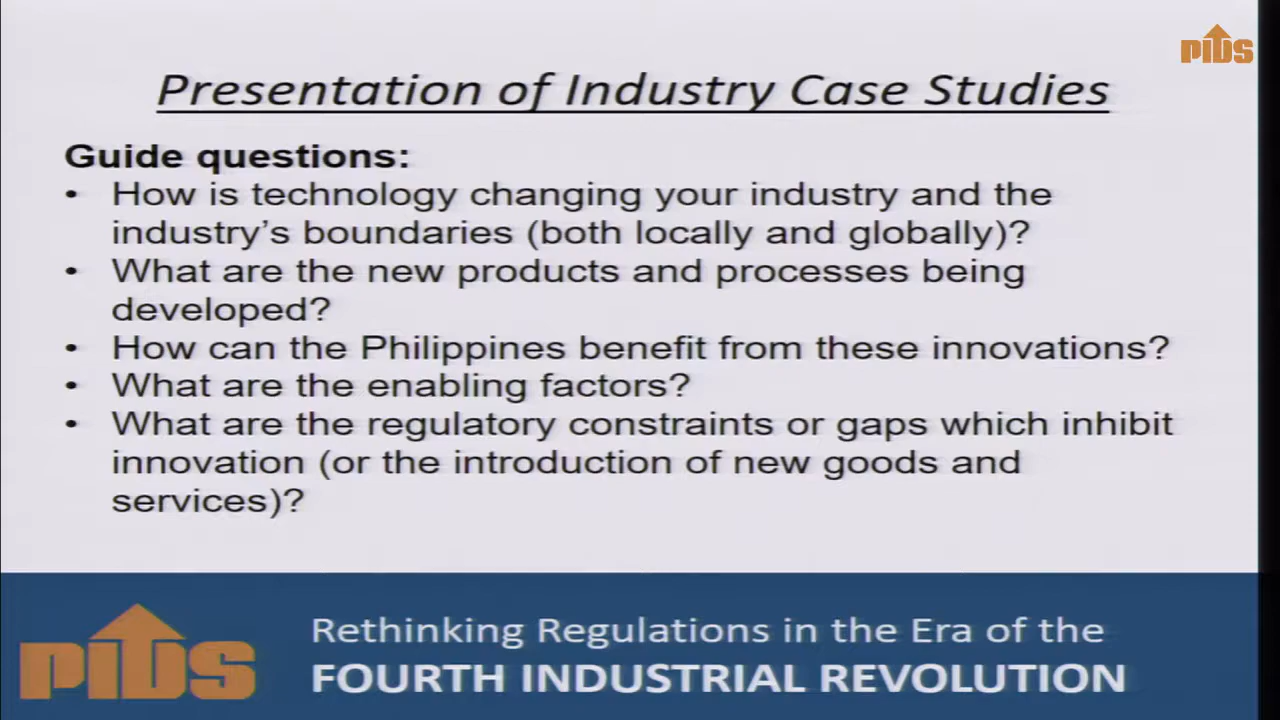 PIDS
Presentation of Industry Case Studies
Guide questions:
• How is technology changing your industry and the
industry’s boundaries (both locally and globally)?
• What are the new products and processes being
developed?
• How can the Philippines benefit from these innovations?
• What are the enabling factors?
• What are the regulatory constraints or gaps which inhibit
innovation (or the introduction of new goods and
services)?
PIDS
Rethinking Regulations in the Era of the
FOURTH INDUSTRIAL REVOLUTION